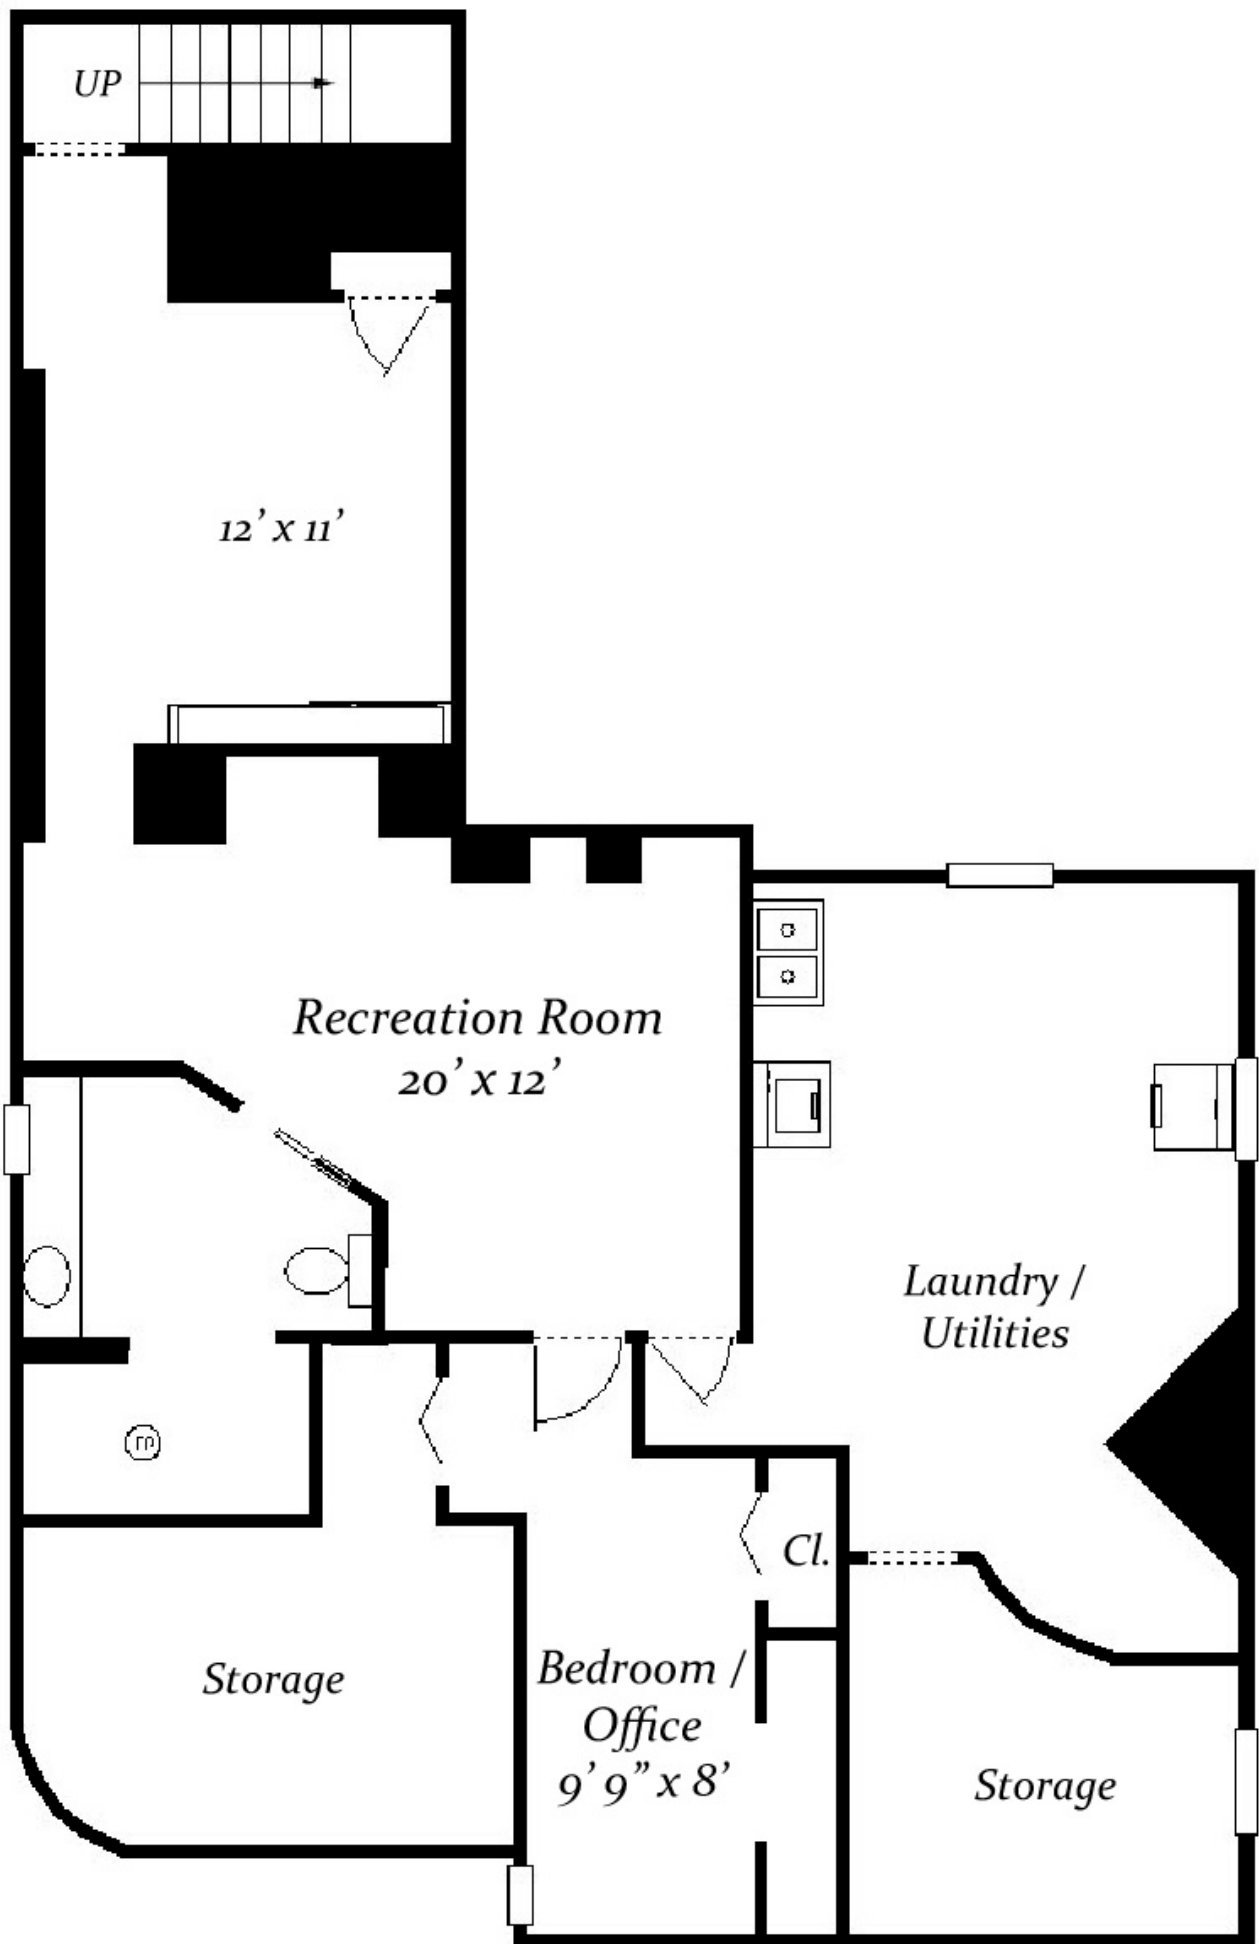 UP
12’ x 11’
Recreation Room
20’ x 12’
Laundry /
Utilities
Cl.
Storage
Bedroom /
Office
9’ 9” x 8’
Storage